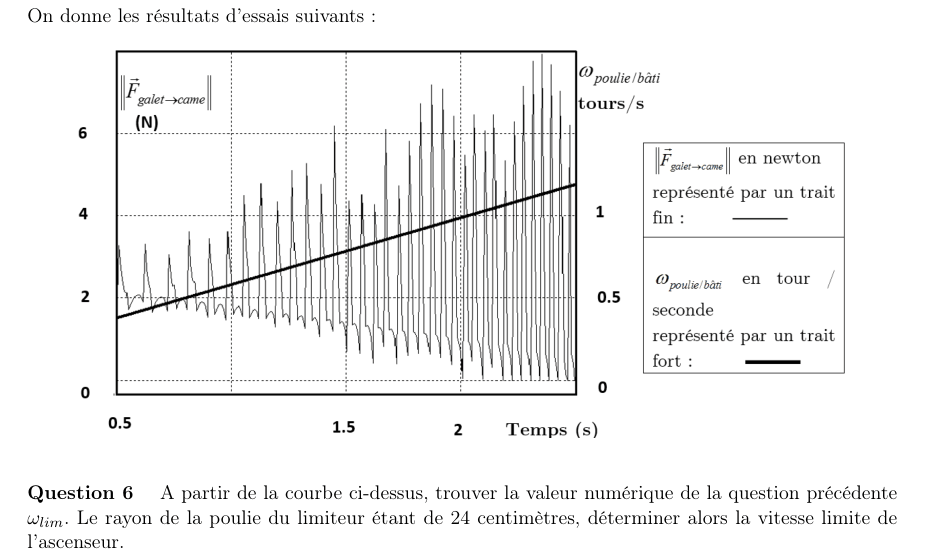 On donne les résultats d'essais suivants :
‖F⃗ galet→came‖
(N)
6
4
2
0
0.5
1.5
2
Temps (s)
ω poulie/bâti
tours/s
1
0.5
0
‖F⃗ galet→came‖ en newton
représenté par un trait
fin :
ω poulie/bâti en tour /
seconde
représenté par un trait
fort :
Question 6 A partir de la courbe ci-dessus, trouver la valeur numérique de la question précédente
ωlim. Le rayon de la poulie du limiteur étant de 24 centimètres, déterminer alors la vitesse limite de
l'ascenseur.